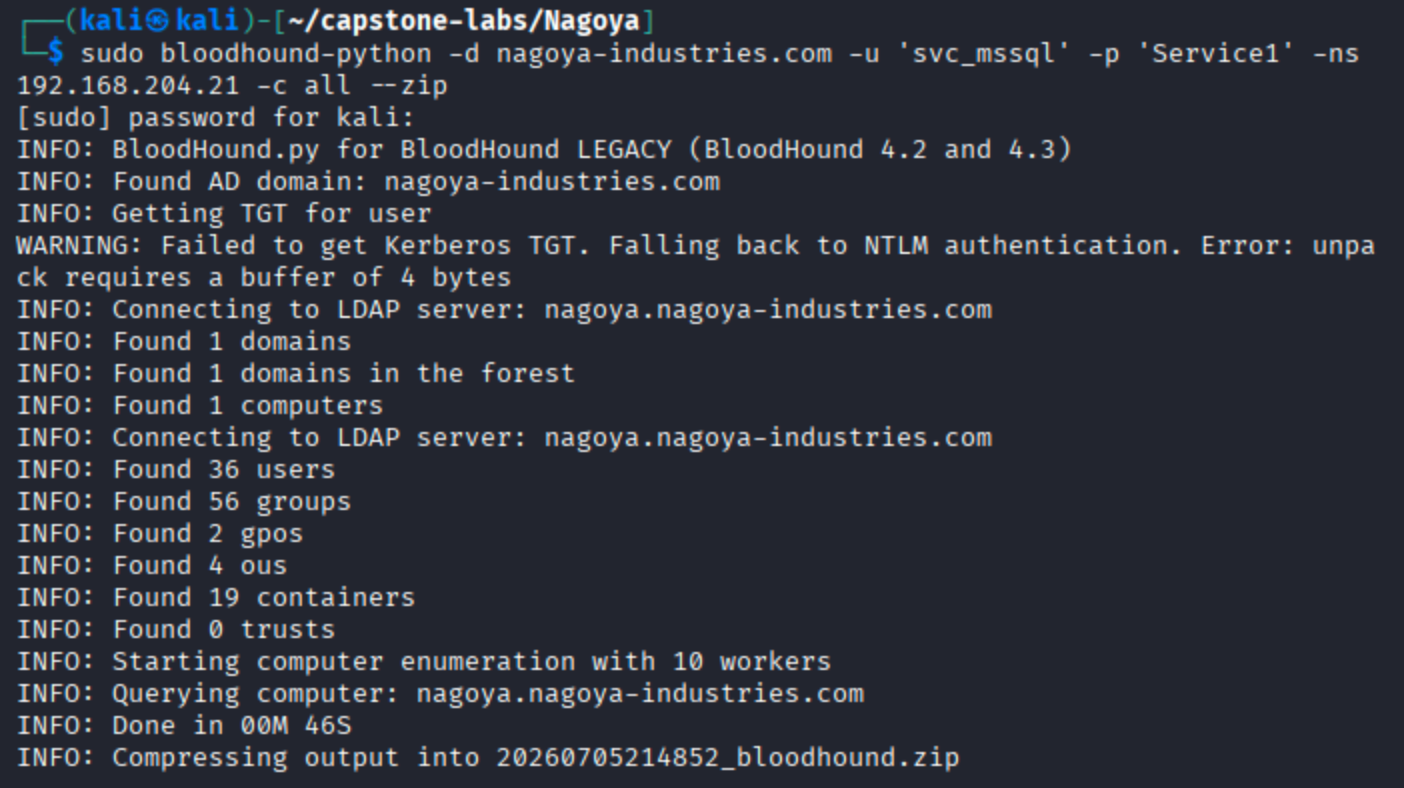 ┌──(kali㉿kali)-[~/capstone-labs/Nagoya]
└─$ sudo bloodhound-python -d nagoya-industries.com -u 'svc_mssql' -p 'Service1' -ns
192.168.204.21 -c all --zip
[sudo] password for kali:
INFO: BloodHound.py for BloodHound LEGACY (BloodHound 4.2 and 4.3)
INFO: Found AD domain: nagoya-industries.com
INFO: Getting TGT for user
WARNING: Failed to get Kerberos TGT. Falling back to NTLM authentication. Error: unpa
ck requires a buffer of 4 bytes
INFO: Connecting to LDAP server: nagoya.nagoya-industries.com
INFO: Found 1 domains
INFO: Found 1 domains in the forest
INFO: Found 1 computers
INFO: Connecting to LDAP server: nagoya.nagoya-industries.com
INFO: Found 36 users
INFO: Found 56 groups
INFO: Found 2 gpos
INFO: Found 4 ous
INFO: Found 19 containers
INFO: Found 0 trusts
INFO: Starting computer enumeration with 10 workers
INFO: Querying computer: nagoya.nagoya-industries.com
INFO: Done in 00M 46S
INFO: Compressing output into 20260705214852_bloodhound.zip